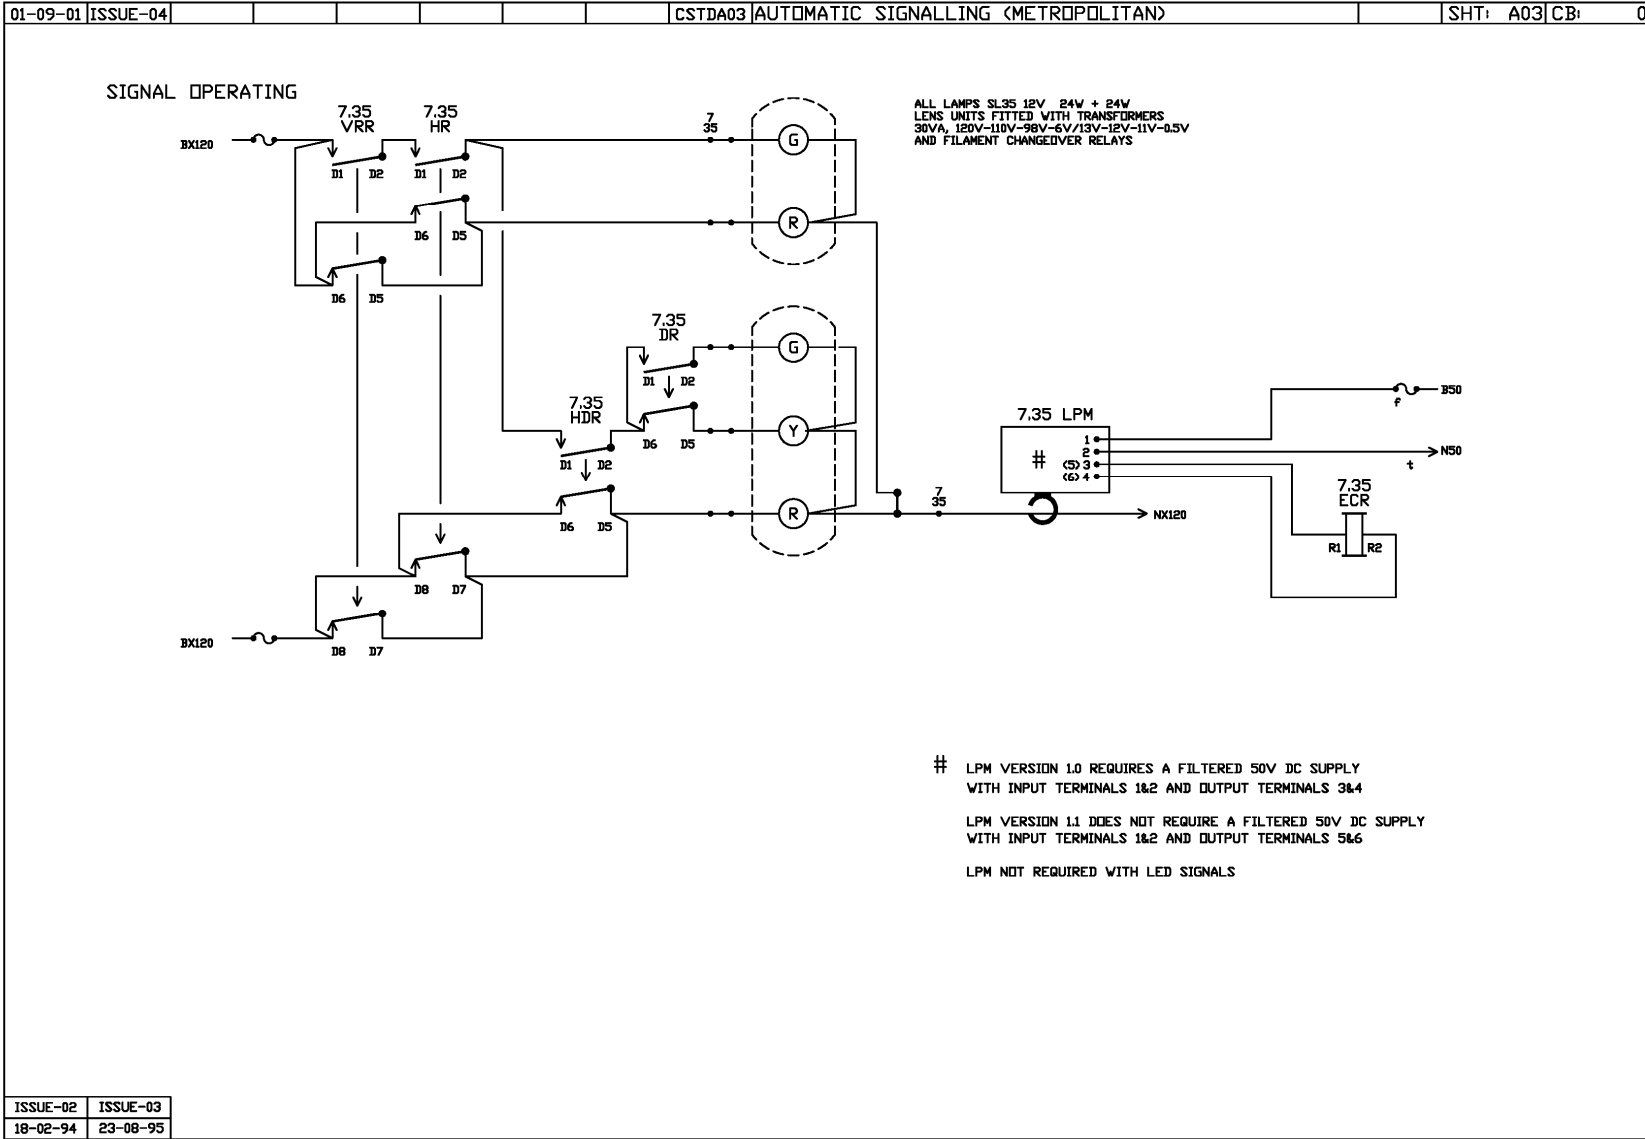 01-09-01 ISSUE-04 CSTDA03 AUTOMATIC SIGNALLING (METROPOLITAN) SHT: A03 CB: 0
SIGNAL OPERATING
7.35
VRR
7.35
HR
7
35
BX120
D1 D2 D1 D2
G
ALL LAMPS SL35 12V 24W + 24W
LENS UNITS FITTED WITH TRANSFORMERS
30VA, 120V-110V-98V-6V/13V-12V-11V-0.5V
AND FILAMENT CHANGEOVER RELAYS
D6 D5
R
D6 D5
7.35
DR
G
D1 D2
7.35
HDR
D6 D5
Y
D1 D2
D6 D5
R
7
35
NX120
7.35 LPM
#
1
2
(5) 3
(6) 4
B50
f
N50
t
7.35
ECR
R1 R2
D8 D7
BX120
D8 D7
# LPM VERSION 1.0 REQUIRES A FILTERED 50V DC SUPPLY
WITH INPUT TERMINALS 1&2 AND OUTPUT TERMINALS 3&4
LPM VERSION 1.1 DOES NOT REQUIRE A FILTERED 50V DC SUPPLY
WITH INPUT TERMINALS 1&2 AND OUTPUT TERMINALS 5&6
LPM NOT REQUIRED WITH LED SIGNALS
ISSUE-02 ISSUE-03
18-02-94 23-08-95